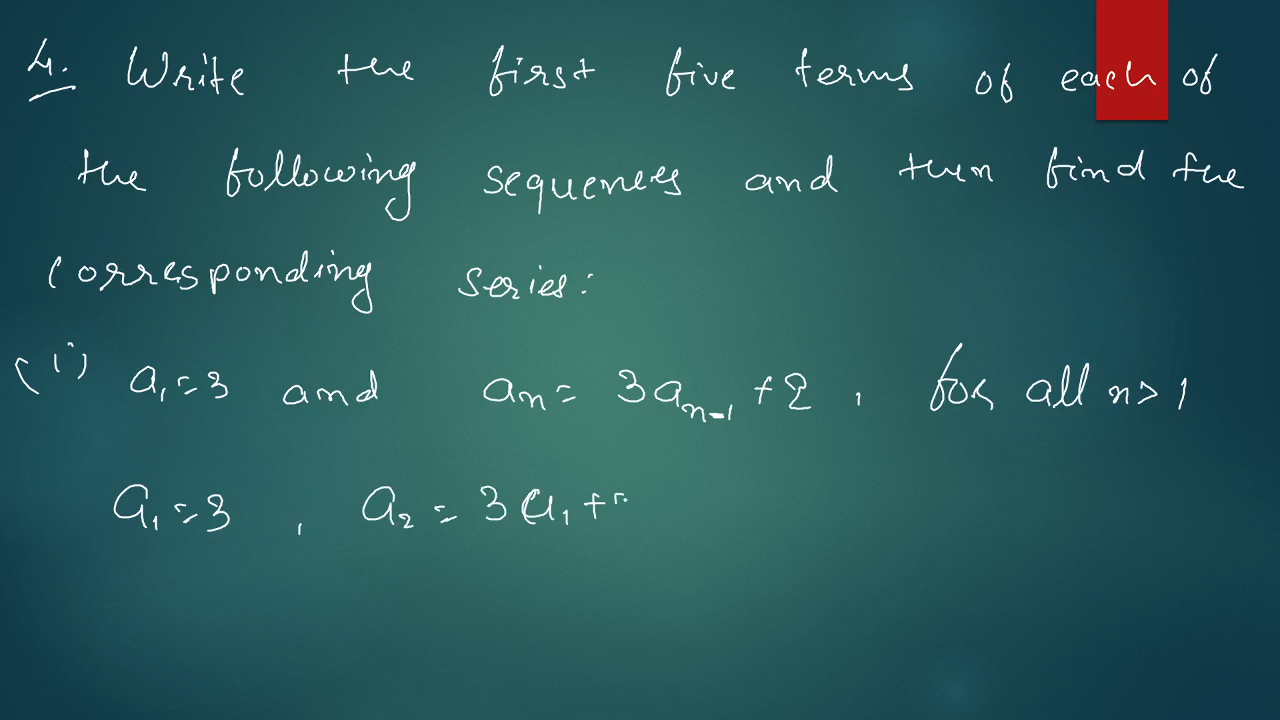 4. Write the first five terms of each of
the following sequences and then find the
corresponding series:
(i) a₁=3 and aₙ= 3aₙ₋₁ +2 , for all n>1
a₁=3 , a₂ = 3a₁+